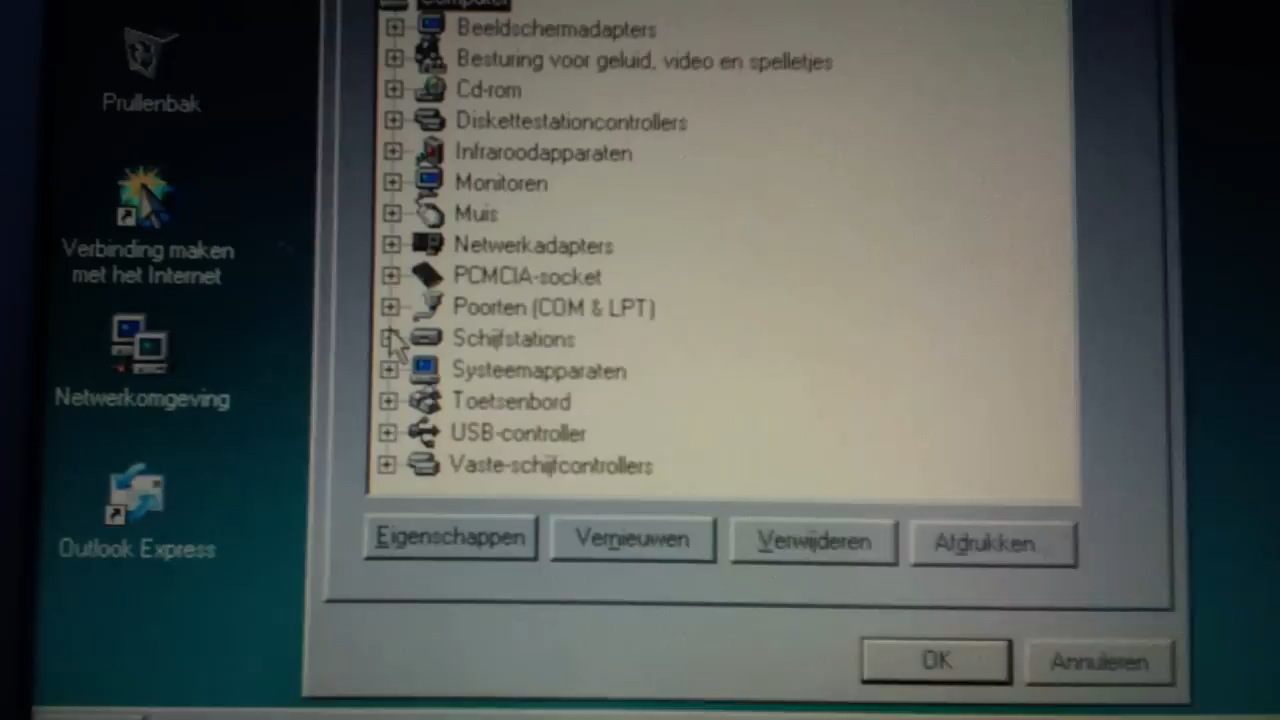 Computer
Beeldschermadapters
Besturing voor geluid, video en spelletjes
Cd-rom
Diskettestationcontrollers
Infraroodapparaten
Monitoren
Muis
Netwerkadapters
PCMCIA-socket
Poorten (COM & LPT)
Schijfstations
Systeemapparaten
Toetsenbord
USB-controller
Vaste-schijfcontrollers
Eigenschappen
Vernieuwen
Verwijderen
Afdrukken...
OK
Annuleren
Prullenbak
Verbinding maken
met het Internet
Netwerkomgeving
Outlook Express